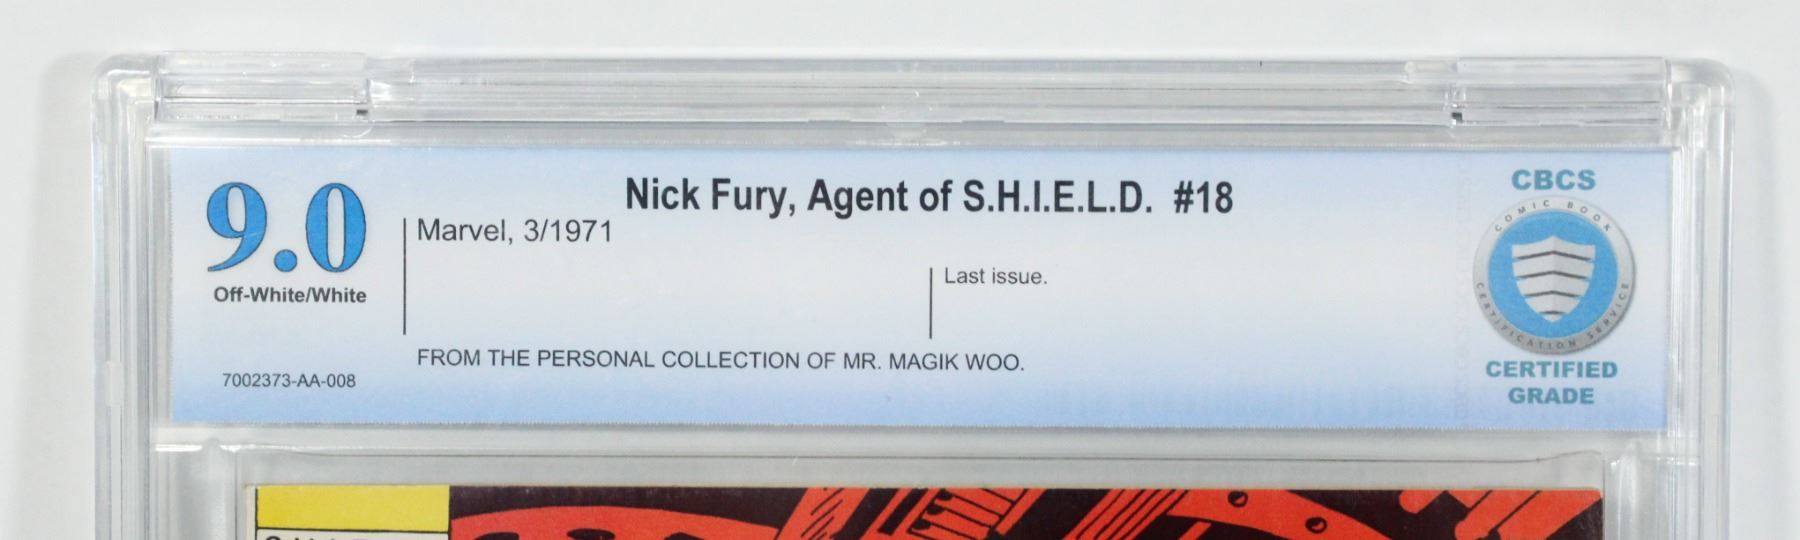 9.0
Off-White/White
7002373-AA-008
Nick Fury, Agent of S.H.I.E.L.D. #18
Marvel, 3/1971
Last issue.
FROM THE PERSONAL COLLECTION OF MR. MAGIK WOO.
CBCS
COMIC BOOK
CERTIFICATION SERVICE
CERTIFIED
GRADE